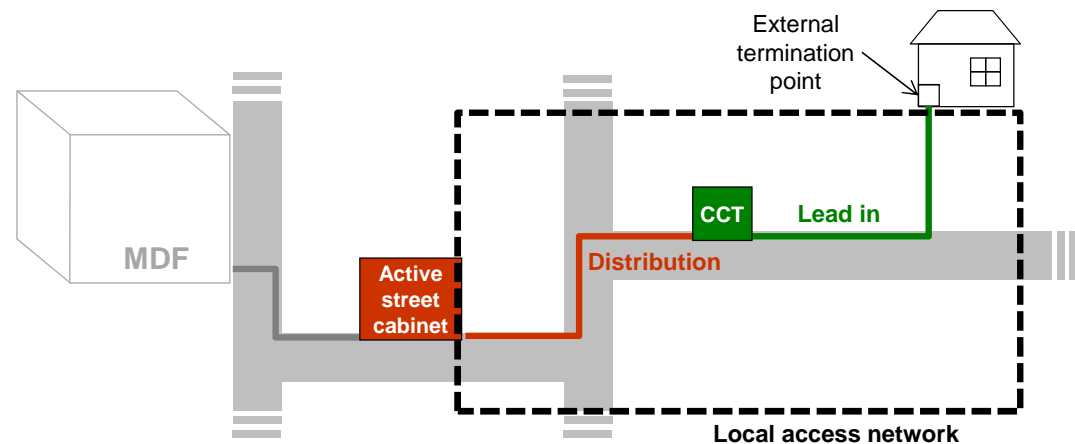 External
termination
point
MDF
CCT
Lead in
Distribution
Active
street
cabinet
Local access network